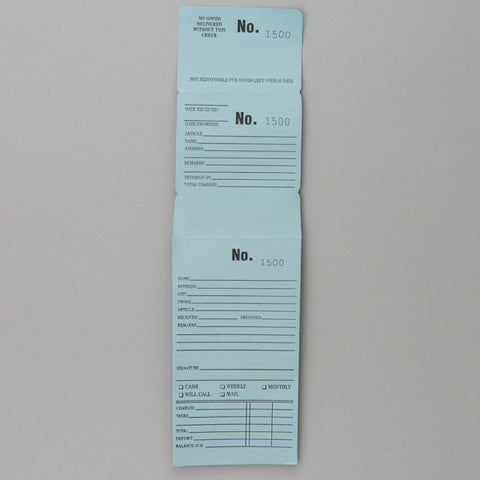 NO GOODS
DELIVERED
WITHOUT THIS
CHECK
No. 1500
NOT RESPONSIBLE FOR GOODS LEFT OVER 60 DAYS
DATE RECEIVED
No. 1500
DATE PROMISED
ARTICLE
NAME
ADDRESS
REMARKS
REPAIRED BY
TOTAL CHARGES
No. 1500
NAME
ADDRESS
CITY
PHONE
ARTICLE
RECEIVED PROMISED
REMARKS
SIGNATURE
CASH WEEKLY MONTHLY
WILL CALL MAIL
CHARGES
TAXES
TOTAL
DEPOSIT
BALANCE DUE